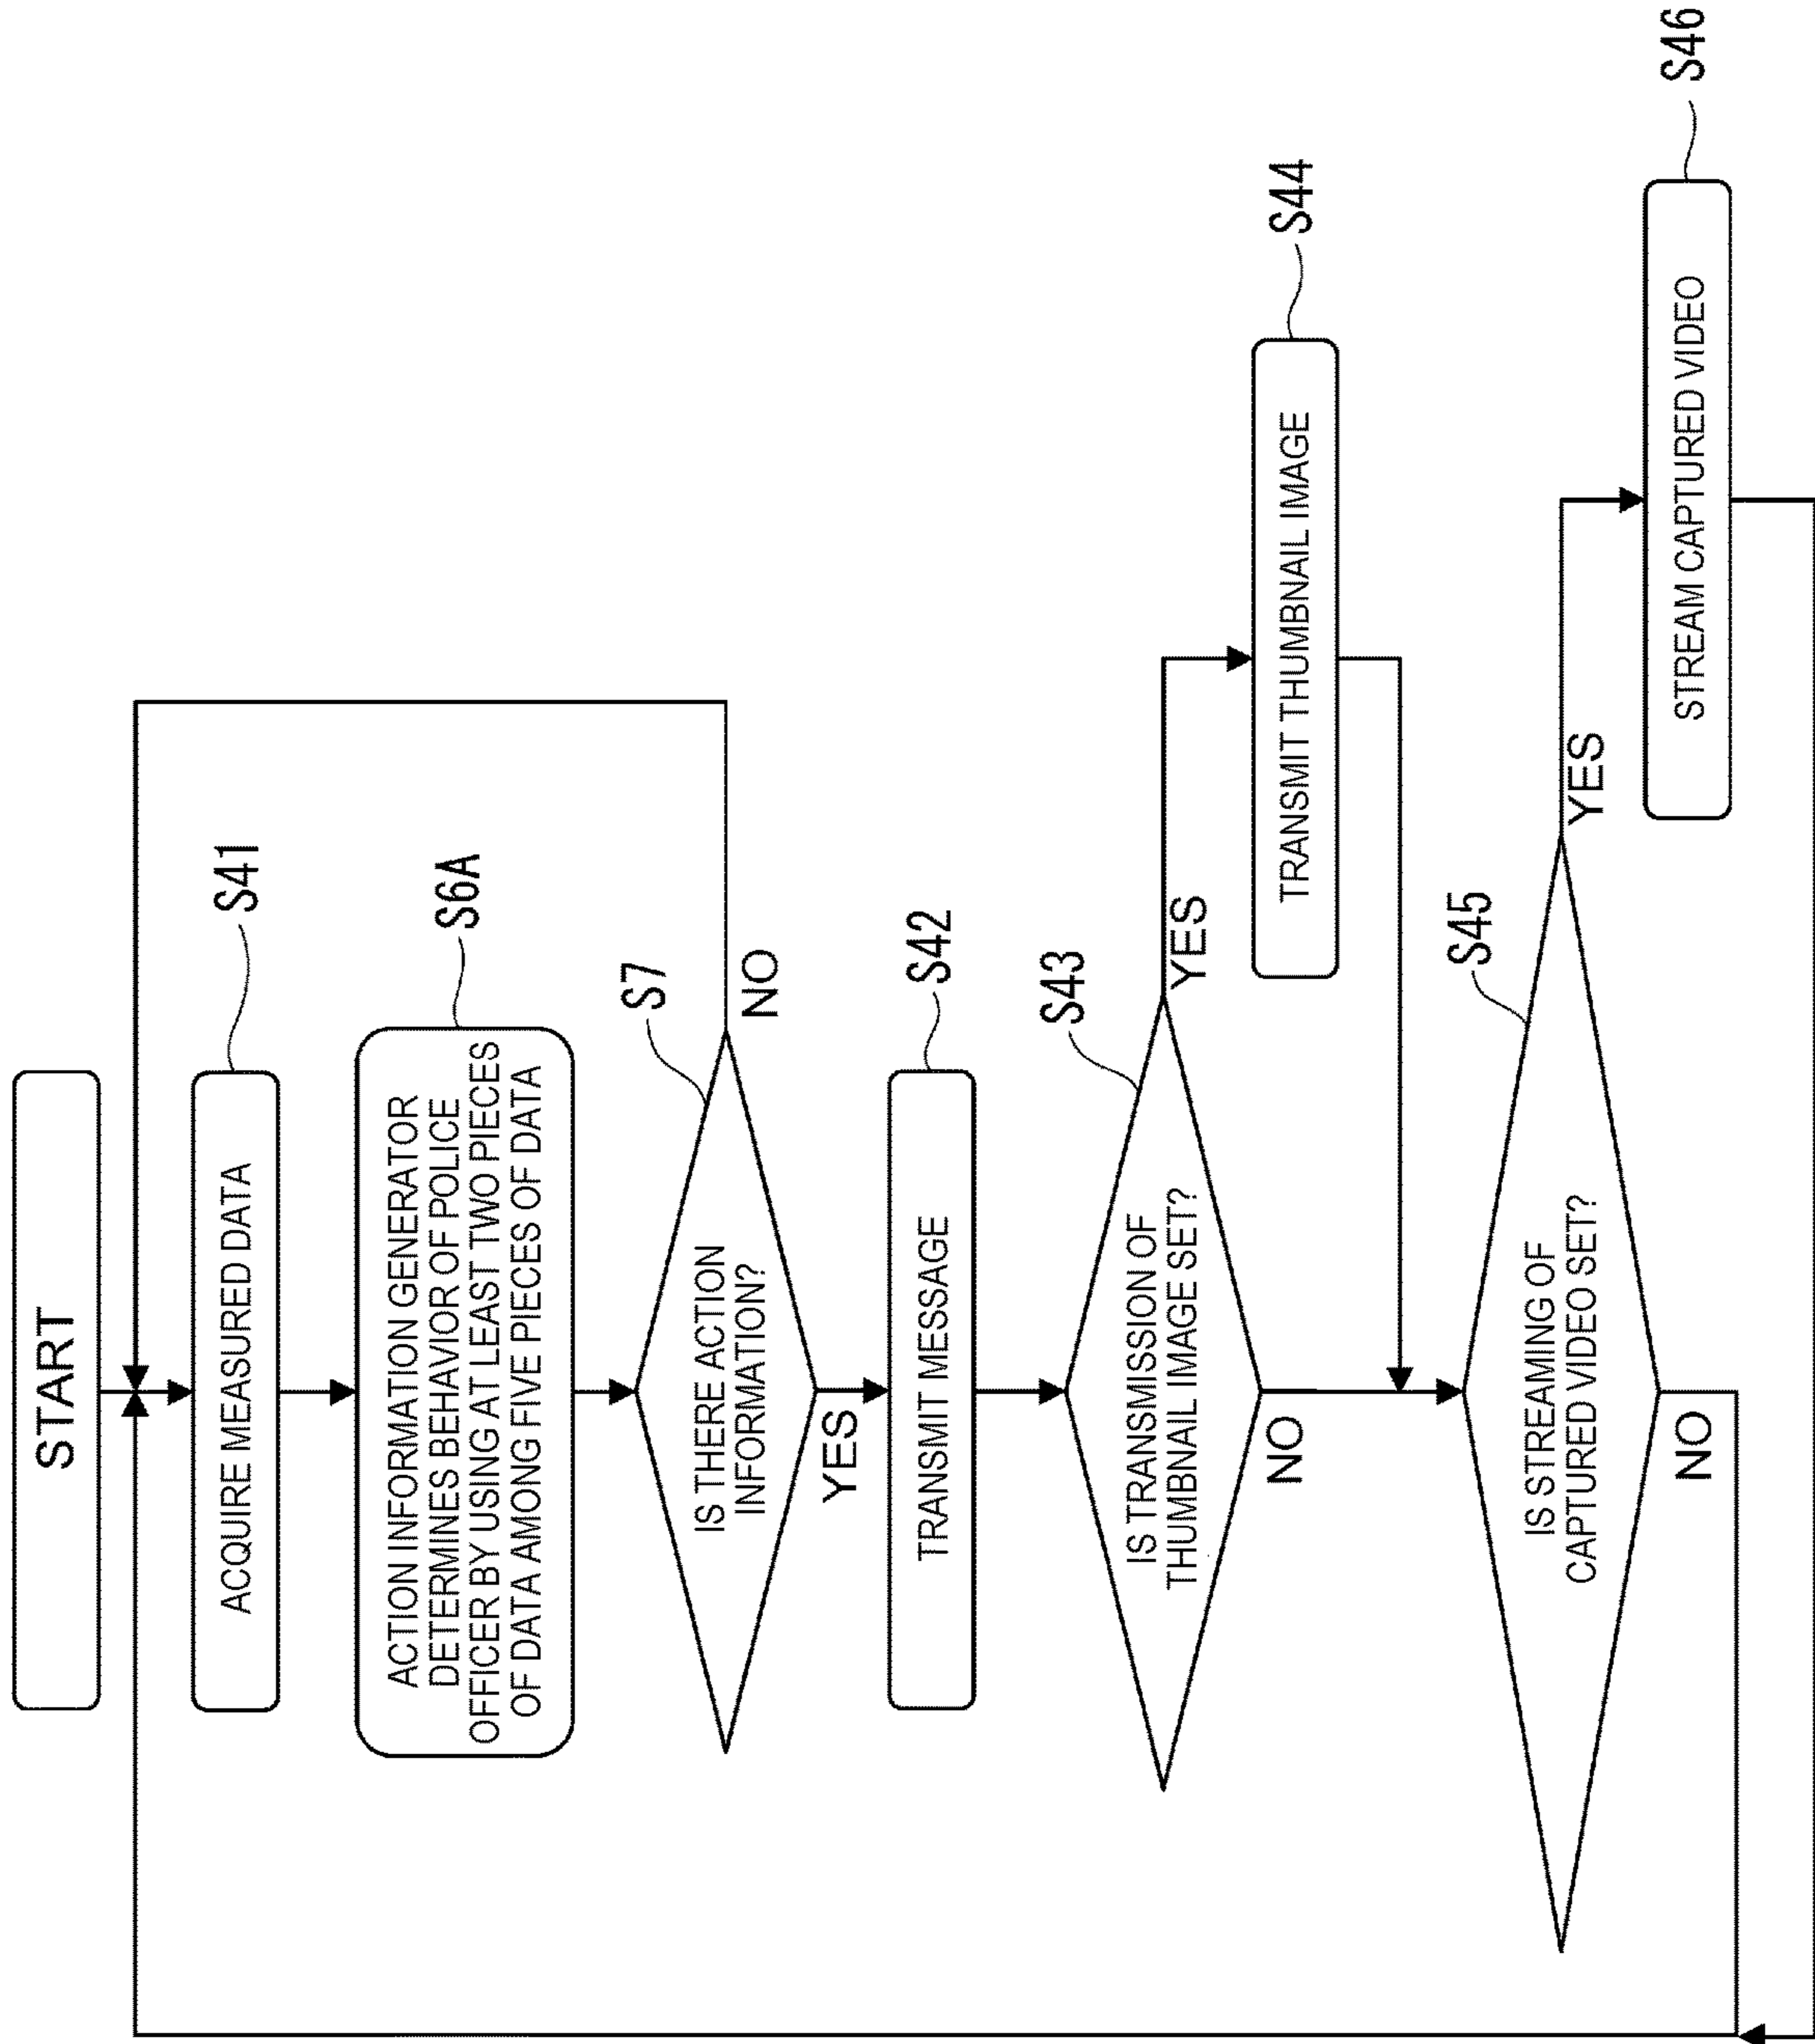 START
ACQUIRE MEASURED DATA
S41
ACTION INFORMATION GENERATOR
DETERMINES BEHAVIOR OF POLICE
OFFICER BY USING AT LEAST TWO PIECES
OF DATA AMONG FIVE PIECES OF DATA
S6A
IS THERE ACTION
INFORMATION?
S7
NO
YES
TRANSMIT MESSAGE
S42
IS TRANSMISSION OF
THUMBNAIL IMAGE SET?
S43
YES
NO
TRANSMIT THUMBNAIL IMAGE
S44
IS STREAMING OF
CAPTURED VIDEO SET?
S45
YES
NO
STREAM CAPTURED VIDEO
S46